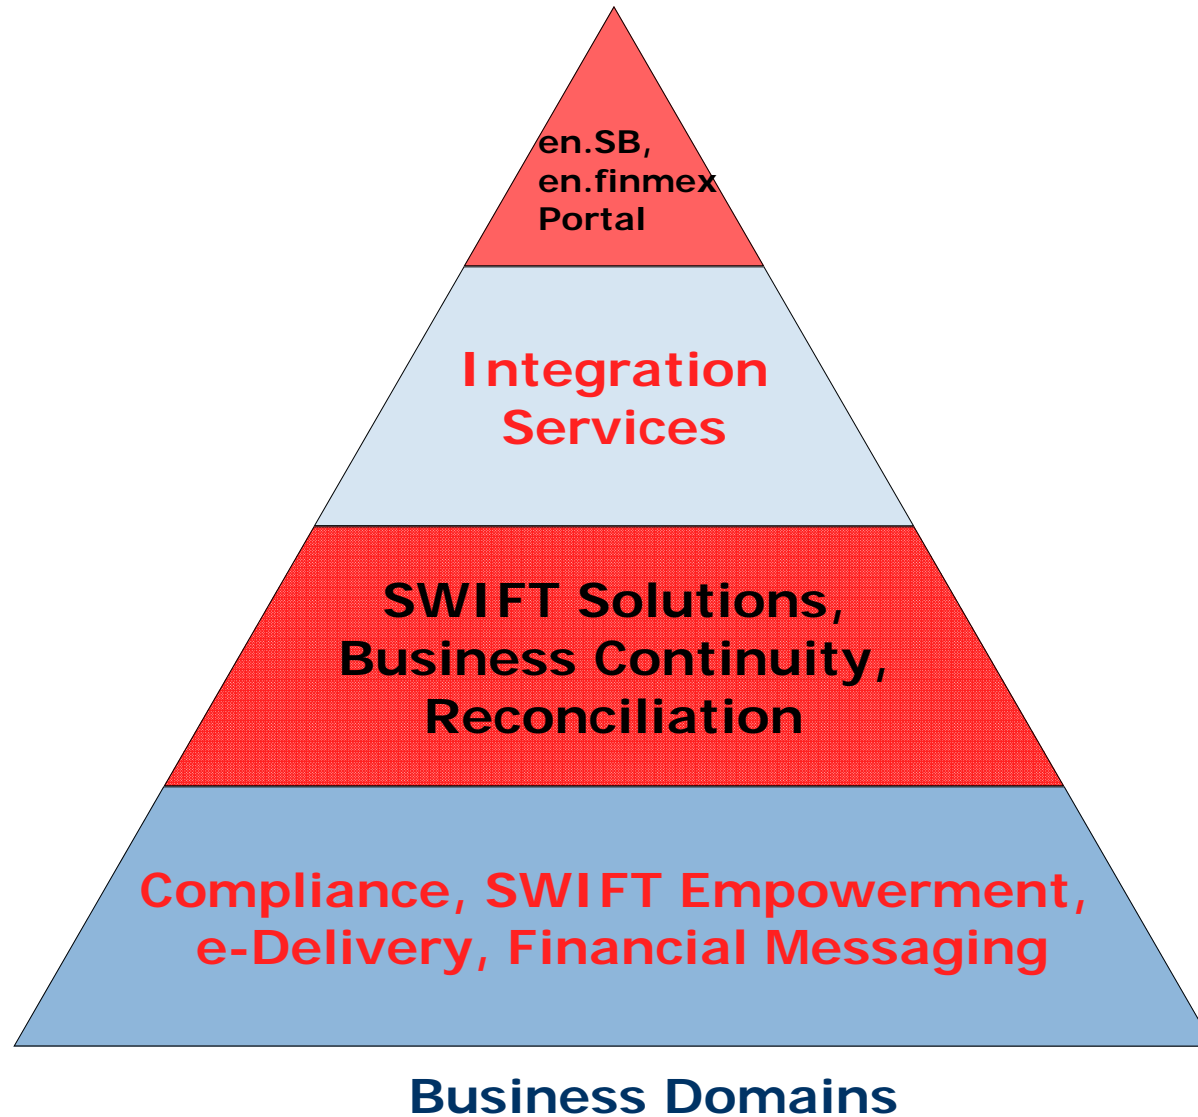 en.SB,
en.finmex
Portal
Integration
Services
SWIFT Solutions,
Business Continuity,
Reconciliation
Compliance, SWIFT Empowerment,
e-Delivery, Financial Messaging
Business Domains